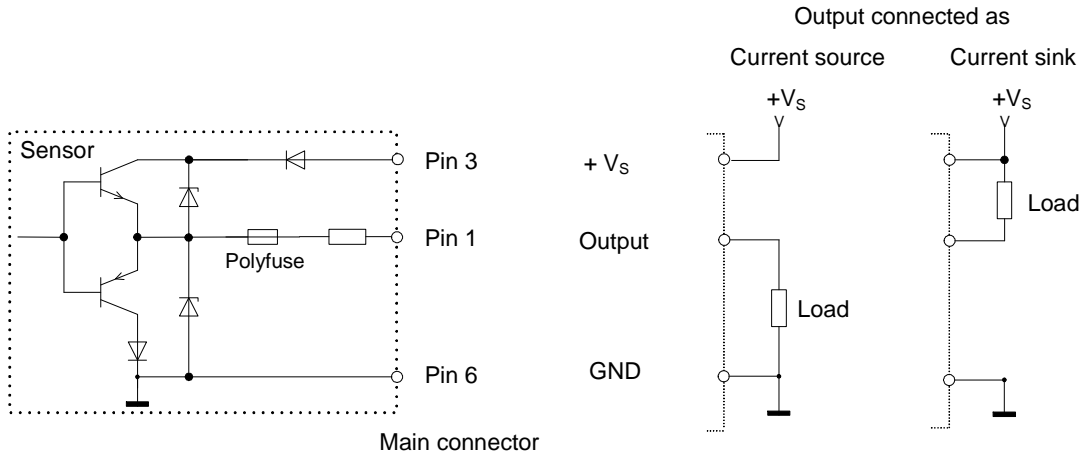 Output connected as
Current source
Current sink
+VS
+VS
Sensor
Pin 3
+ VS
Load
Pin 1
Output
Polyfuse
Load
Pin 6
GND
Main connector